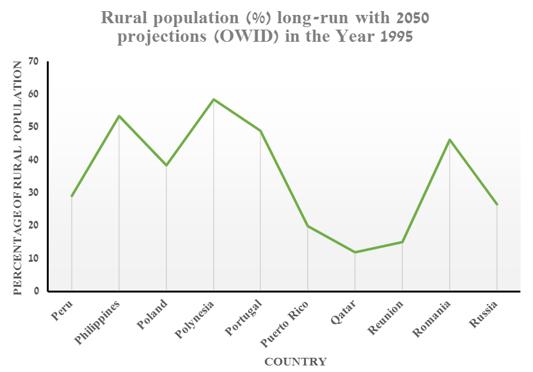 Rural population (%) long-run with 2050
projections (OWID) in the Year 1995
PERCENTAGE OF RURAL POPULATION
70
60
50
40
30
20
10
0
Peru
Philippines
Poland
Polynesia
Portugal
Puerto Rico
Qatar
Reunion
Romania
Russia
COUNTRY